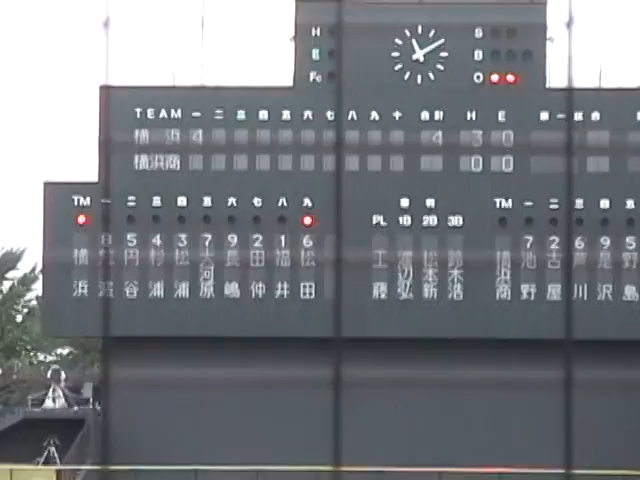 H S
E B
Fc O
TEAM 一 二 三 四 五 六 七 八 九 十 合計 H E
横浜 4 4 3 0
横浜商 0 0
審判
TM 一 二 三 四 五 六 七 八 九 PL 1B 2B 3B TM 一 二 三 四 五
8 5 4 3 7 9 2 1 6 7 2 6 9 5
横浜 円谷 杉浦 松浦 大河原 長嶋 田仲 福井 松田 工藤 渡辺弘 松本新 鈴木浩 横浜商 池野 古屋 芦川 是沢 野島